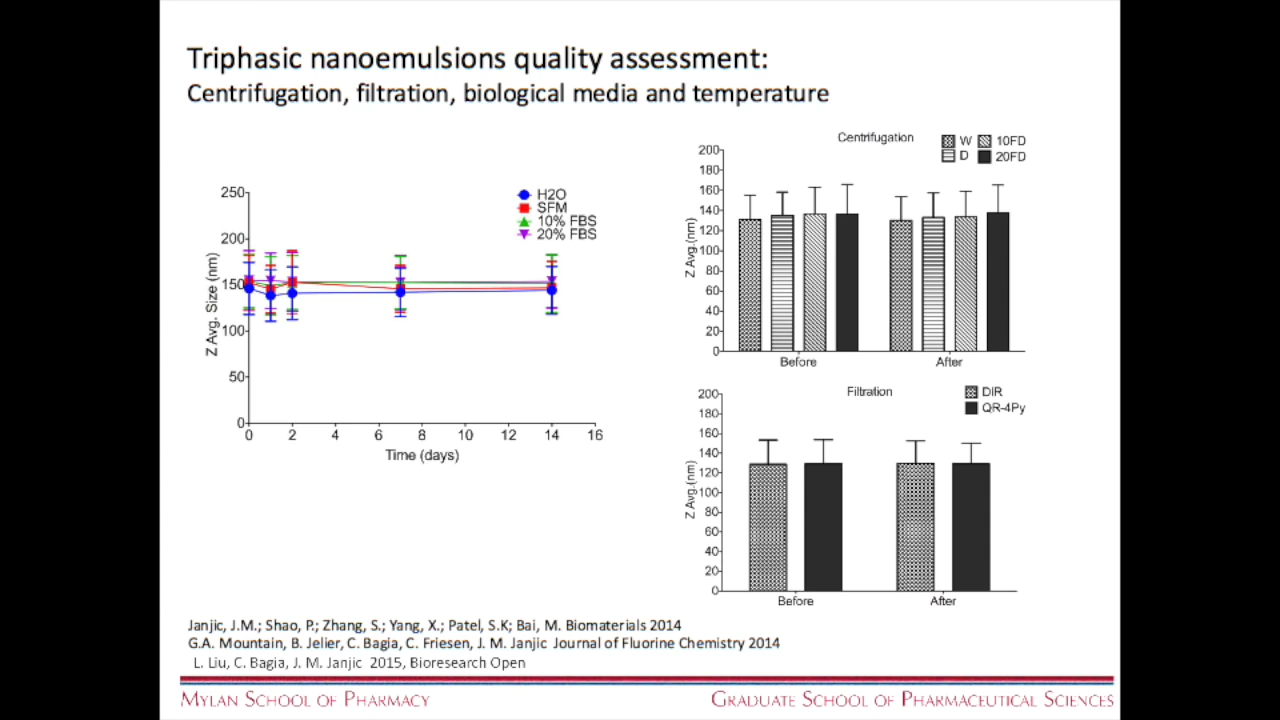 Triphasic nanoemulsions quality assessment:
Centrifugation, filtration, biological media and temperature
250
200
150
100
50
0
Z Avg. Size (nm)
0 2 4 6 8 10 12 14 16
Time (days)
H2O
SFM
10% FBS
20% FBS
Centrifugation
W 10FD
D 20FD
200
180
160
140
120
100
80
60
40
20
0
Z Avg.(nm)
Before After
Filtration
DIR
QR-4Py
200
180
160
140
120
100
80
60
40
20
0
Z Avg.(nm)
Before After
Janjic, J.M.; Shao, P.; Zhang, S.; Yang, X.; Patel, S.K; Bai, M. Biomaterials 2014
G.A. Mountain, B. Jelier, C. Bagia, C. Friesen, J. M. Janjic Journal of Fluorine Chemistry 2014
L. Liu, C. Bagia, J. M. Janjic 2015, Bioresearch Open
Mylan School of Pharmacy
Graduate School of Pharmaceutical Sciences